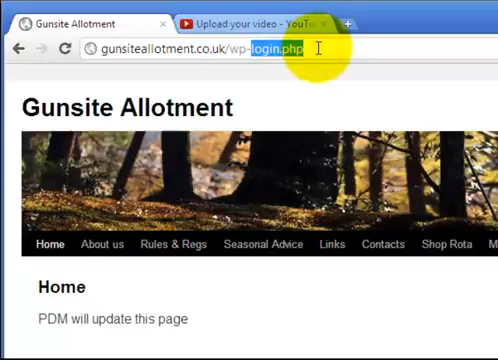 Gunsite Allotment
Upload your video - YouTu
gunsiteallotment.co.uk/wp-login.php
Gunsite Allotment
Home About us Rules & Regs Seasonal Advice Links Contacts Shop Rota M
Home
PDM will update this page